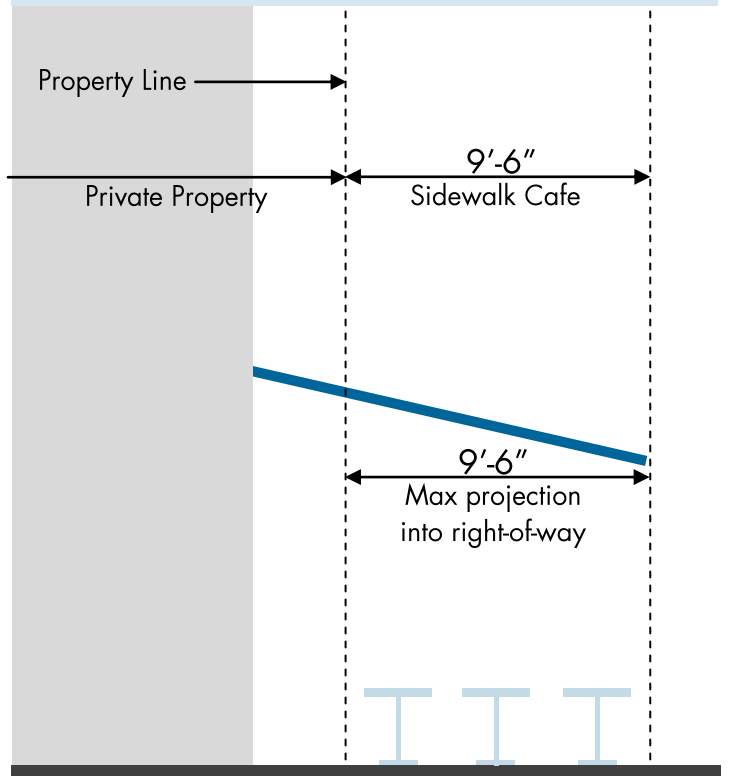 Property Line
9′-6″
Private Property
Sidewalk Cafe
9′-6″
Max projection
into right-of-way